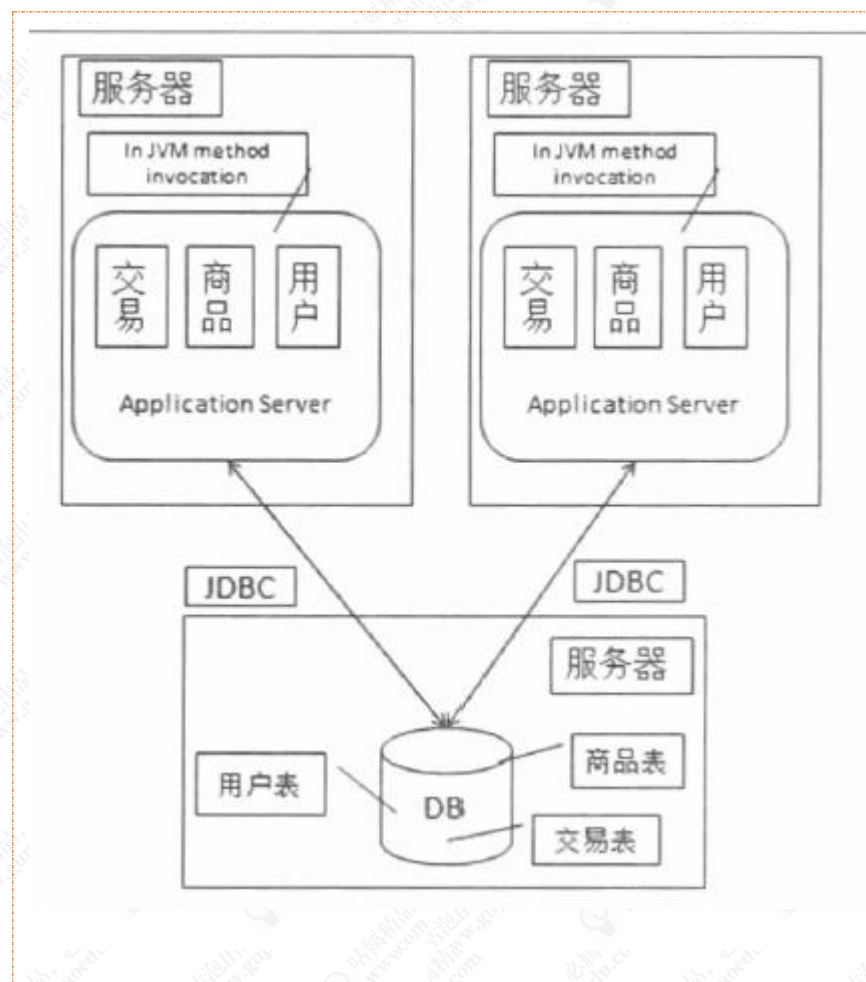 服务器
服务器
In JVM method
invocation
In JVM method
invocation
交易
商品
用户
交易
商品
用户
Application Server
Application Server
JDBC
JDBC
服务器
用户表
DB
商品表
交易表